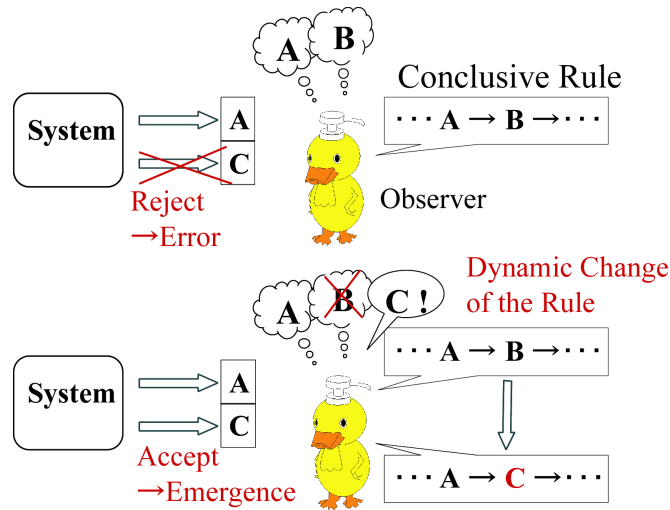 A
B
Conclusive Rule
System
A
··· A → B →···
C
Reject
→Error
Observer
Dynamic Change
of the Rule
A
B
C !
··· A → B →···
System
A
C
Accept
→Emergence
··· A → C →···